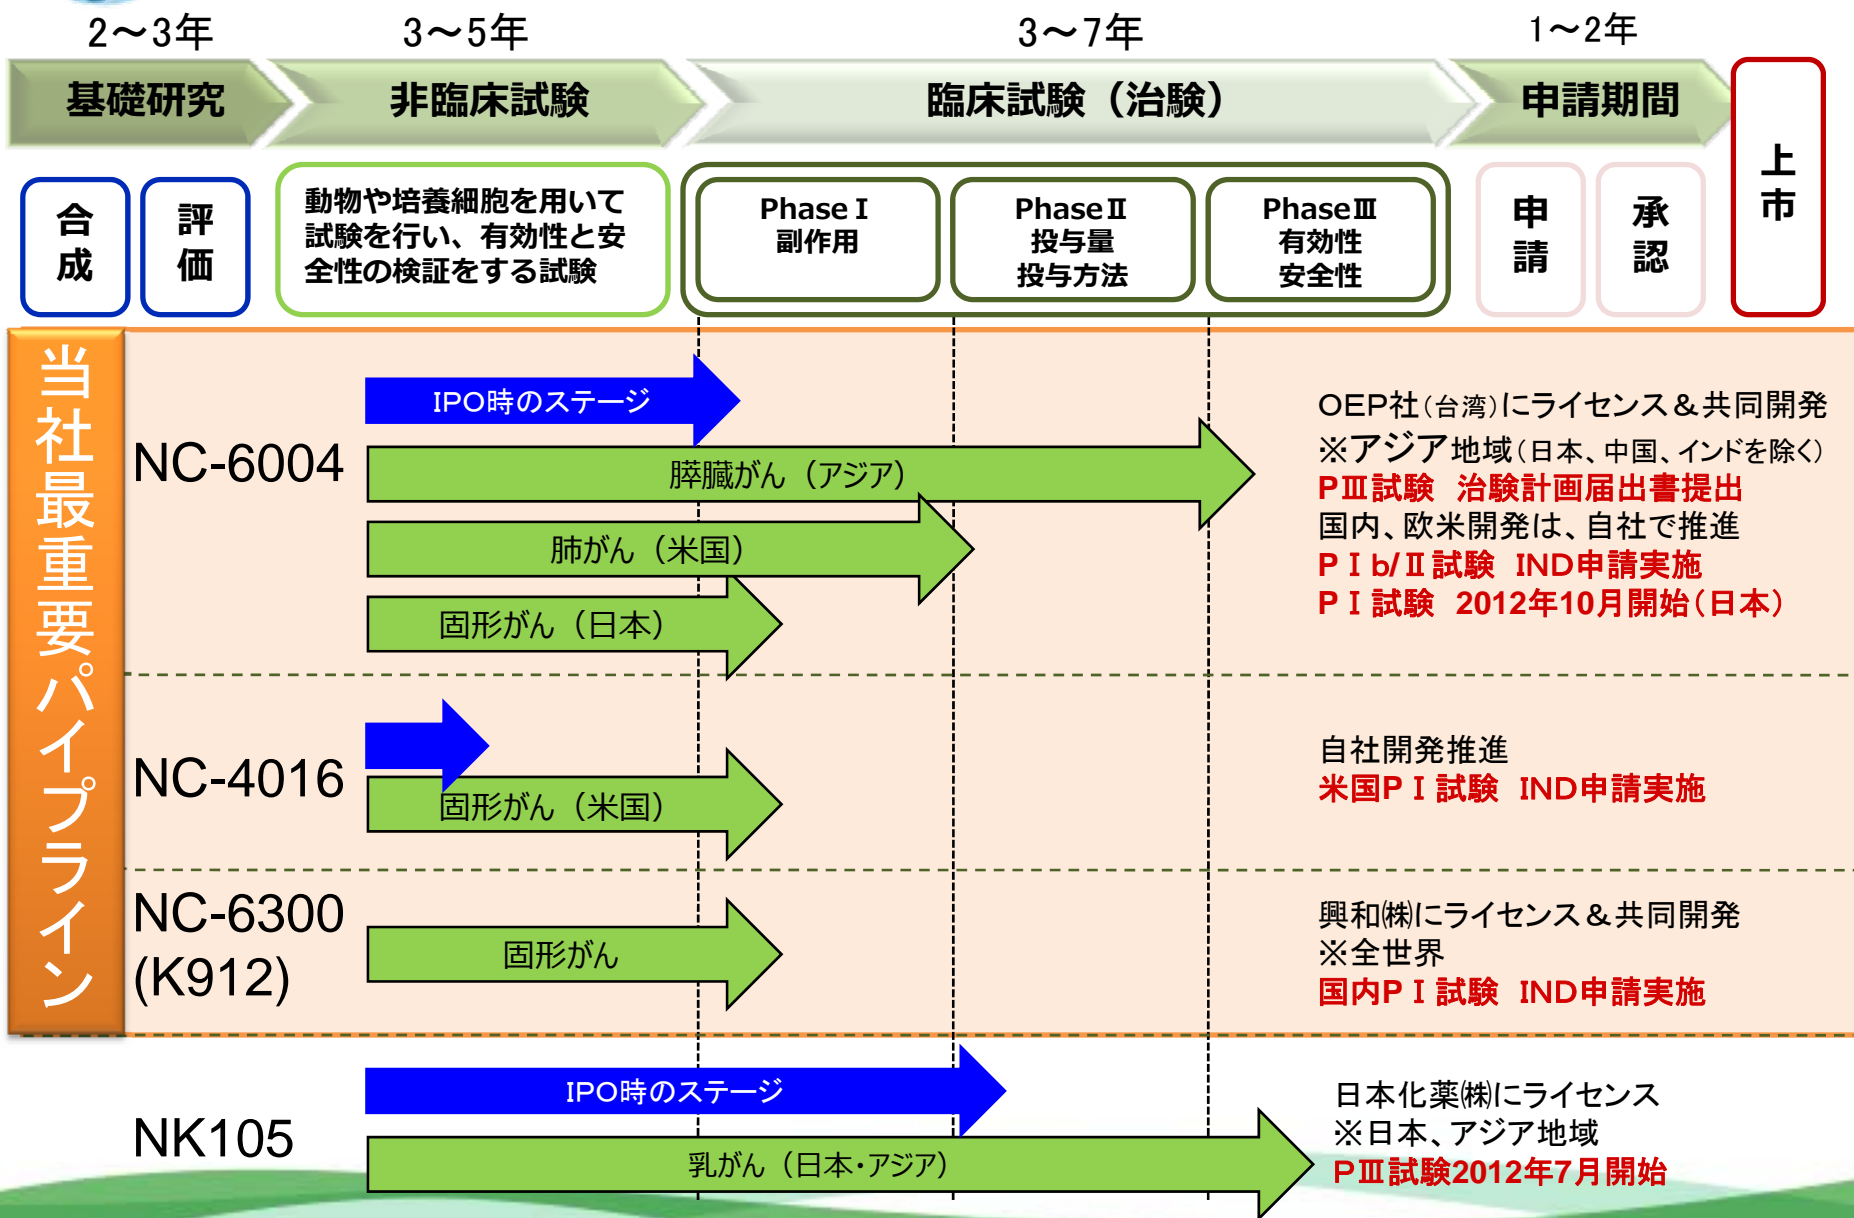 2～3年
3～5年
3～7年
1～2年
基礎研究
非臨床試験
臨床試験（治験）
申請期間
上市
合成
評価
動物や培養細胞を用いて
試験を行い、有効性と安
全性の検証をする試験
PhaseⅠ
副作用
PhaseⅡ
投与量
投与方法
PhaseⅢ
有効性
安全性
申請
承認
当社最重要パイプライン
NC-6004
IPO時のステージ
膵臓がん（アジア）
肺がん（米国）
固形がん（日本）
OEP社（台湾）にライセンス＆共同開発
※アジア地域（日本、中国、インドを除く）
PⅢ試験 治験計画届出書提出
国内、欧米開発は、自社で推進
PⅠb/Ⅱ試験 IND申請実施
PⅠ試験 2012年10月開始（日本）
NC-4016
固形がん（米国）
自社開発推進
米国PⅠ試験 IND申請実施
NC-6300
(K912)
固形がん
興和㈱にライセンス＆共同開発
※全世界
国内PⅠ試験 IND申請実施
NK105
IPO時のステージ
乳がん（日本・アジア）
日本化薬㈱にライセンス
※日本、アジア地域
PⅢ試験2012年7月開始